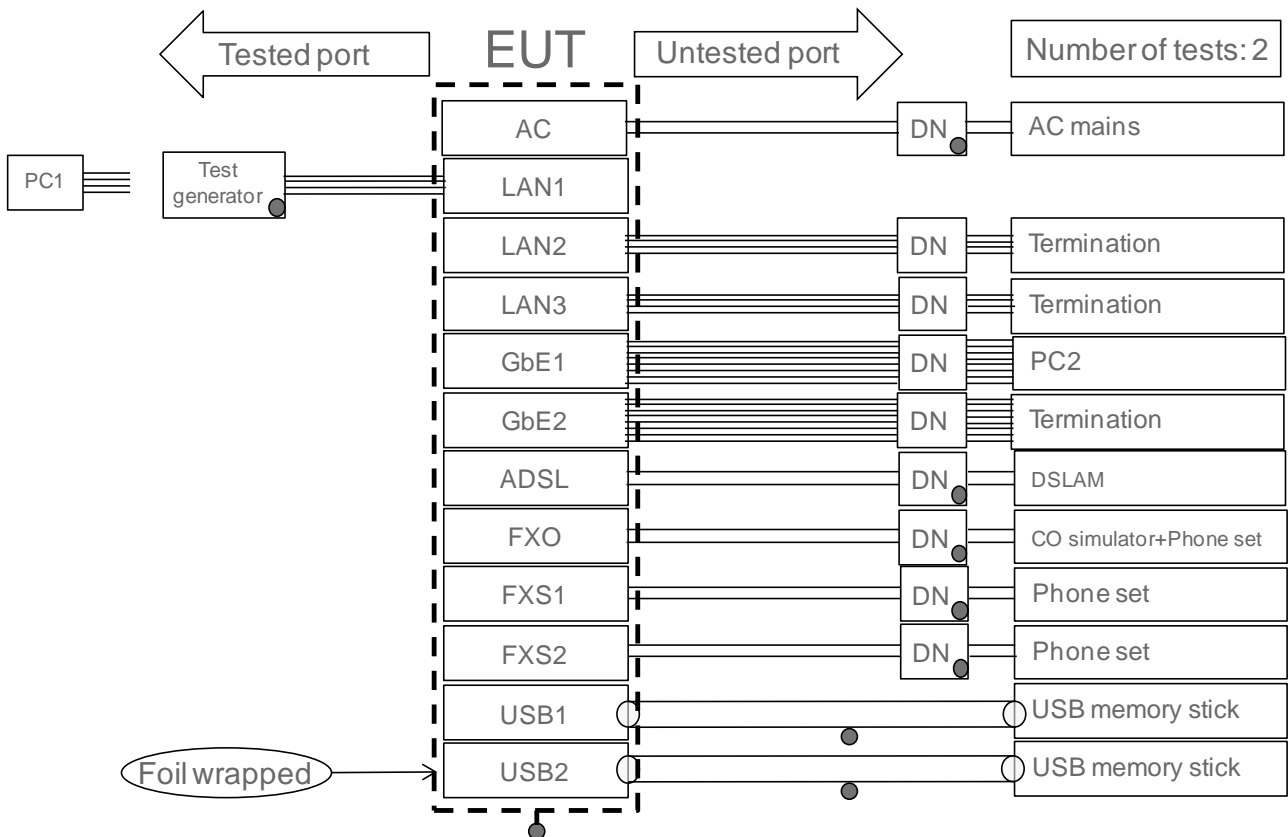 Tested port
EUT
Untested port
Number of tests: 2
AC
DN
AC mains
PC1
Test
generator
LAN1
LAN2
DN
Termination
LAN3
DN
Termination
GbE1
DN
PC2
GbE2
DN
Termination
ADSL
DN
DSLAM
FXO
DN
CO simulator+Phone set
FXS1
DN
Phone set
FXS2
DN
Phone set
USB1
USB memory stick
Foil wrapped
USB2
USB memory stick